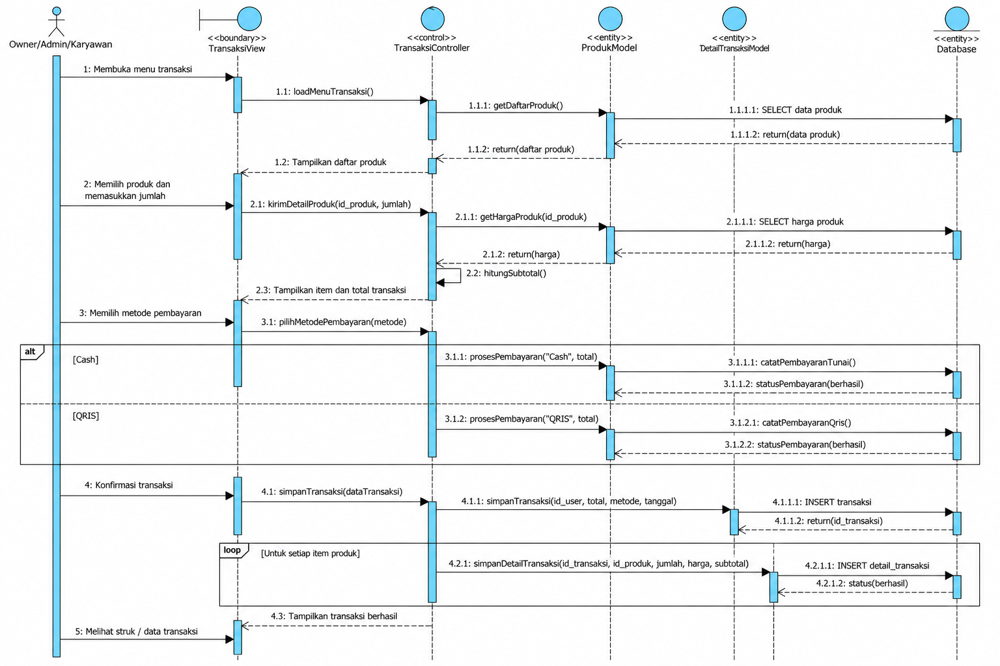 Owner/Admin/Karyawan
<<boundary>>
TransaksiView
<<control>>
TransaksiController
<<entity>>
ProdukModel
<<entity>>
DetailTransksiModel
<<entity>>
Database
1: Membuka menu transaksi
1.1: loadMenuTransaksi()
1.1.1: getDaftarProduk()
1.1.1.1: SELECT data produk
1.1.1.2: return(data produk)
1.1.2: return(daftar produk)
1.2: Tampilkan daftar produk
2: Memilih produk dan
memasukkan jumlah
2.1: kirimDetailProduk(id_produk, jumlah)
2.1.1: getHargaProduk(id_produk)
2.1.1.1: SELECT harga produk
2.1.1.2: return(harga)
2.1.2: return(harga)
2.2: hitungSubtotal()
2.3: Tampilkan item dan total transaksi
3: Memilih metode pembayaran
3.1: pilihMetodePembayaran(metode)
alt
[Cash]
3.1.1: prosesPembayaran("Cash", total)
3.1.1.1: catatPembayaranTunai()
3.1.1.2: statusPembayaran(berhasil)
[QRIS]
3.1.2: prosesPembayaran("QRIS", total)
3.1.2.1: catatPembayaranQris()
3.1.2.2: statusPembayaran(berhasil)
4: Konfirmasi transaksi
4.1: simpanTransaksi(dataTransaksi)
4.1.1: simpanTransaksi(id_user, total, metode, tanggal)
4.1.1.1: INSERT transaksi
4.1.1.2: return(id_transaksi)
loop
[Untuk setiap item produk]
4.2.1: simpanDetailTransaksi(id_transaksi, id_produk, jumlah, harga, subtotal)
4.2.1.1: INSERT detail_transaksi
4.2.1.2: status(berhasil)
4.3: Tampilkan transaksi berhasil
5: Melihat struk / data transaksi